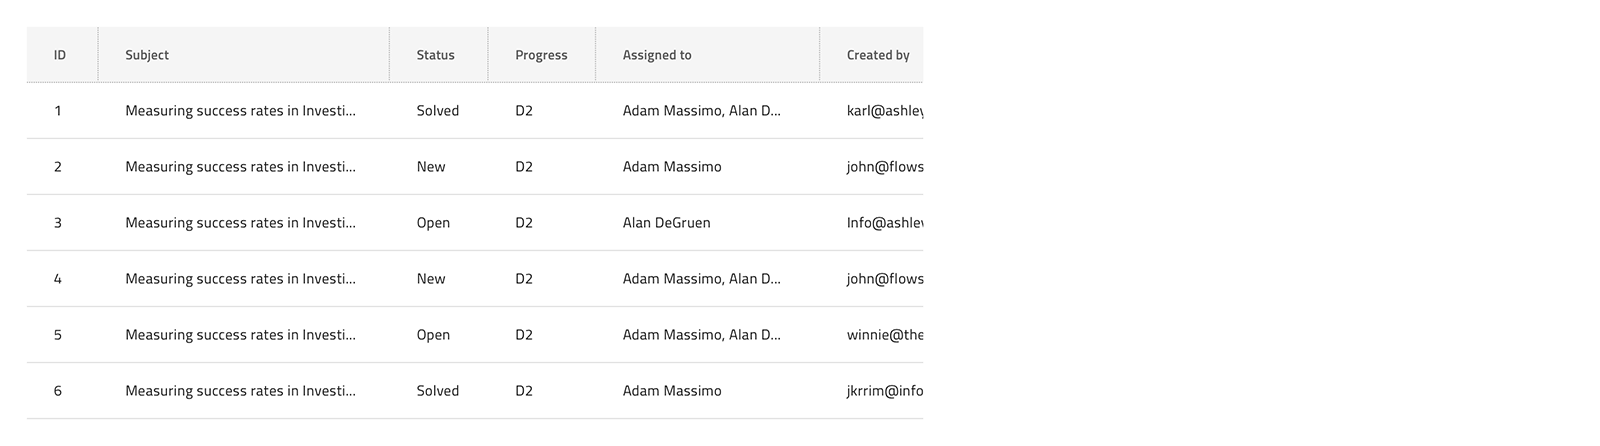 ID Subject Status Progress Assigned to Created by
1 Measuring success rates in Investi... Solved D2 Adam Massimo, Alan D... karl@ashley
2 Measuring success rates in Investi... New D2 Adam Massimo john@flows
3 Measuring success rates in Investi... Open D2 Alan DeGruen Info@ashley
4 Measuring success rates in Investi... New D2 Adam Massimo, Alan D... john@flows
5 Measuring success rates in Investi... Open D2 Adam Massimo, Alan D... winnie@the
6 Measuring success rates in Investi... Solved D2 Adam Massimo jkrrim@info